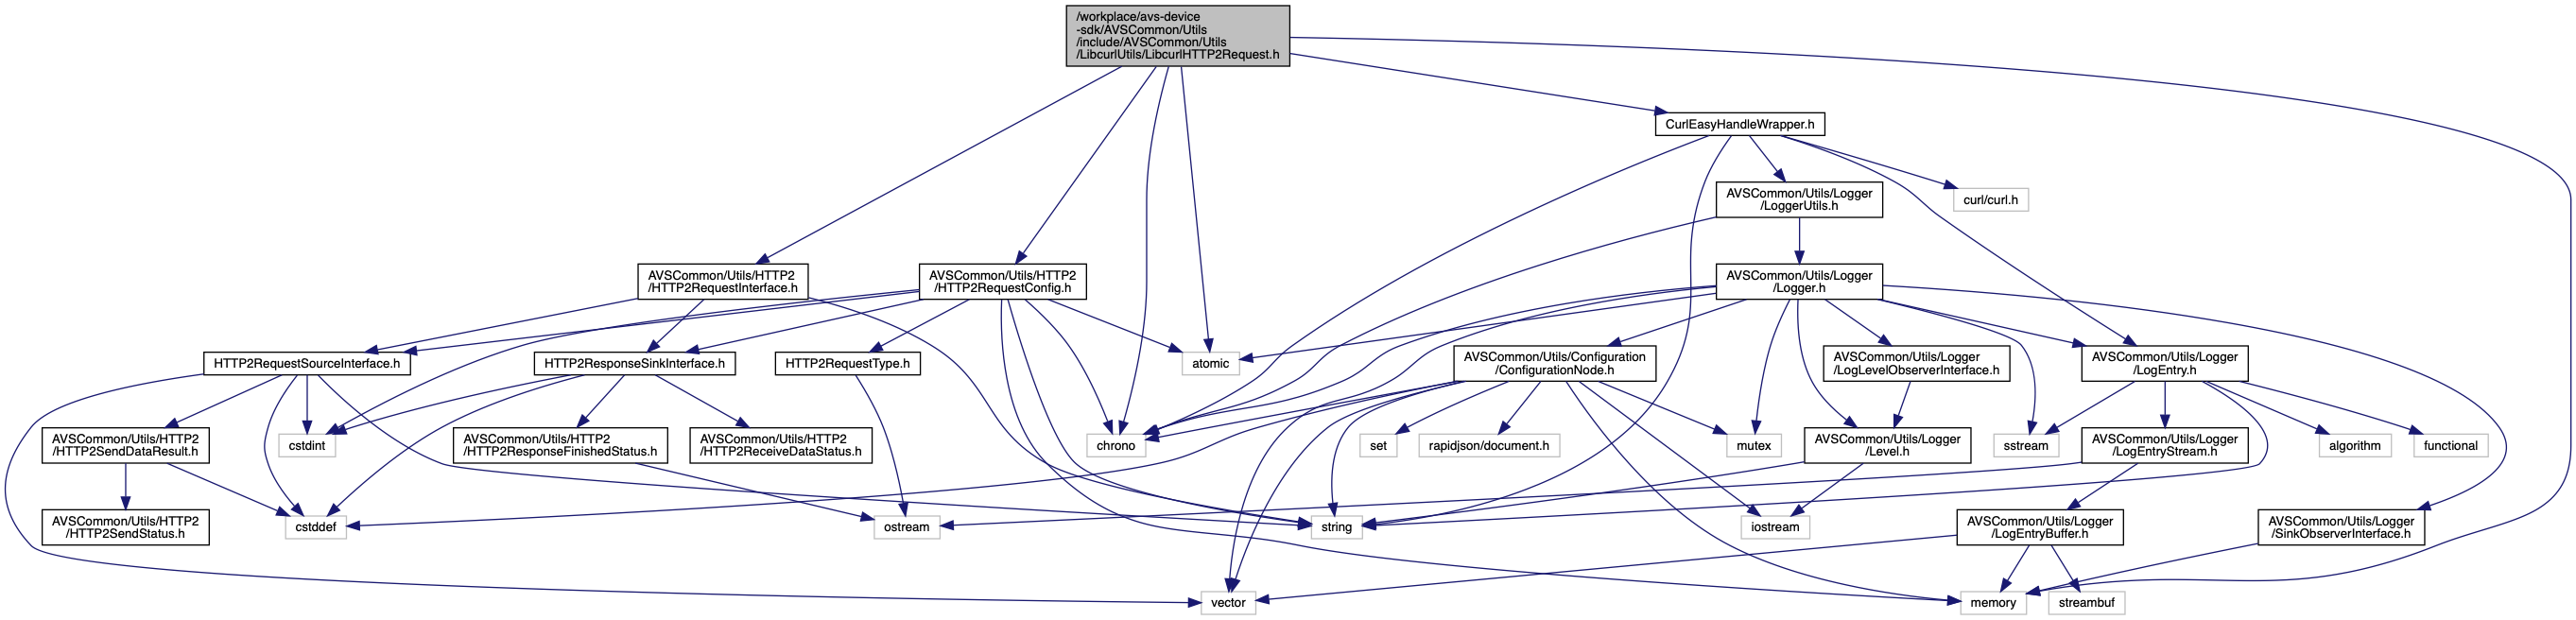 /workplace/avs-device
-sdk/AVSCommon/Utils
/include/AVSCommon/Utils
/LibcurlUtils/LibcurlHTTP2Request.h
CurlEasyHandleWrapper.h
AVSCommon/Utils/Logger
/LoggerUtils.h
curl/curl.h
AVSCommon/Utils/HTTP2
/HTTP2RequestInterface.h
AVSCommon/Utils/HTTP2
/HTTP2RequestConfig.h
AVSCommon/Utils/Logger
/Logger.h
HTTP2RequestSourceInterface.h
HTTP2ResponseSinkInterface.h
HTTP2RequestType.h
atomic
AVSCommon/Utils/Configuration
/ConfigurationNode.h
AVSCommon/Utils/Logger
/LogLevelObserverInterface.h
AVSCommon/Utils/Logger
/LogEntry.h
AVSCommon/Utils/HTTP2
/HTTP2SendDataResult.h
cstdint
AVSCommon/Utils/HTTP2
/HTTP2ResponseFinishedStatus.h
AVSCommon/Utils/HTTP2
/HTTP2ReceiveDataStatus.h
chrono
set
rapidjson/document.h
mutex
AVSCommon/Utils/Logger
/Level.h
sstream
AVSCommon/Utils/Logger
/LogEntryStream.h
algorithm
functional
AVSCommon/Utils/HTTP2
/HTTP2SendStatus.h
cstddef
ostream
string
iostream
AVSCommon/Utils/Logger
/LogEntryBuffer.h
AVSCommon/Utils/Logger
/SinkObserverInterface.h
vector
memory
streambuf